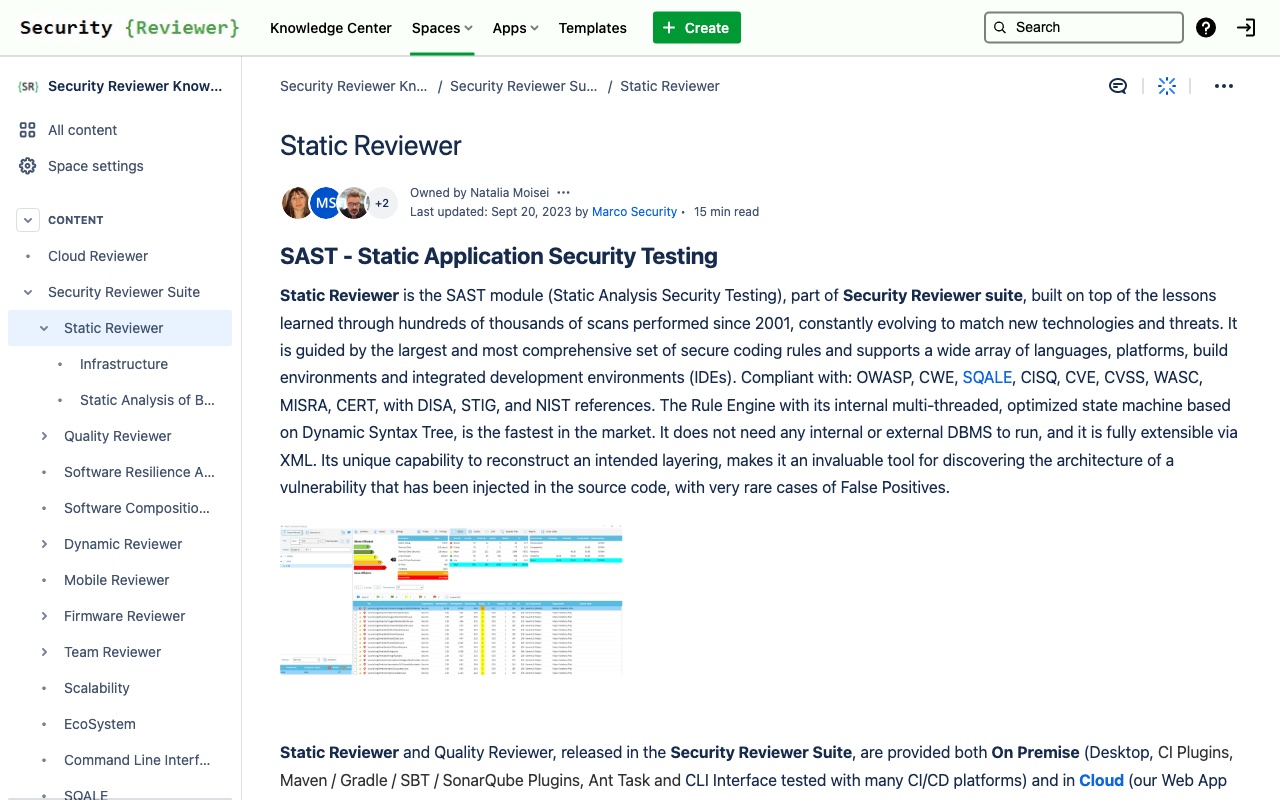 Security {Reviewer}
Knowledge Center
Spaces
Apps
Templates
+ Create
Search
{SR} Security Reviewer Know...
All content
Space settings
CONTENT
Cloud Reviewer
Security Reviewer Suite
Static Reviewer
Infrastructure
Static Analysis of B...
Quality Reviewer
Software Resilience A...
Software Compositio...
Dynamic Reviewer
Mobile Reviewer
Firmware Reviewer
Team Reviewer
Scalability
EcoSystem
Command Line Interf...
SQALE
Security Reviewer Kn... / Security Reviewer Su... / Static Reviewer
Static Reviewer
MS
+2
Owned by Natalia Moisei
Last updated: Sept 20, 2023 by Marco Security • 15 min read
SAST - Static Application Security Testing
Static Reviewer is the SAST module (Static Analysis Security Testing), part of Security Reviewer suite, built on top of the lessons
learned through hundreds of thousands of scans performed since 2001, constantly evolving to match new technologies and threats. It
is guided by the largest and most comprehensive set of secure coding rules and supports a wide array of languages, platforms, build
environments and integrated development environments (IDEs). Compliant with: OWASP, CWE, SQALE, CISQ, CVE, CVSS, WASC,
MISRA, CERT, with DISA, STIG, and NIST references. The Rule Engine with its internal multi-threaded, optimized state machine based
on Dynamic Syntax Tree, is the fastest in the market. It does not need any internal or external DBMS to run, and it is fully extensible via
XML. Its unique capability to reconstruct an intended layering, makes it an invaluable tool for discovering the architecture of a
vulnerability that has been injected in the source code, with very rare cases of False Positives.
Static Reviewer and Quality Reviewer, released in the Security Reviewer Suite, are provided both On Premise (Desktop, CI Plugins,
Maven / Gradle / SBT / SonarQube Plugins, Ant Task and CLI Interface tested with many CI/CD platforms) and in Cloud (our Web App